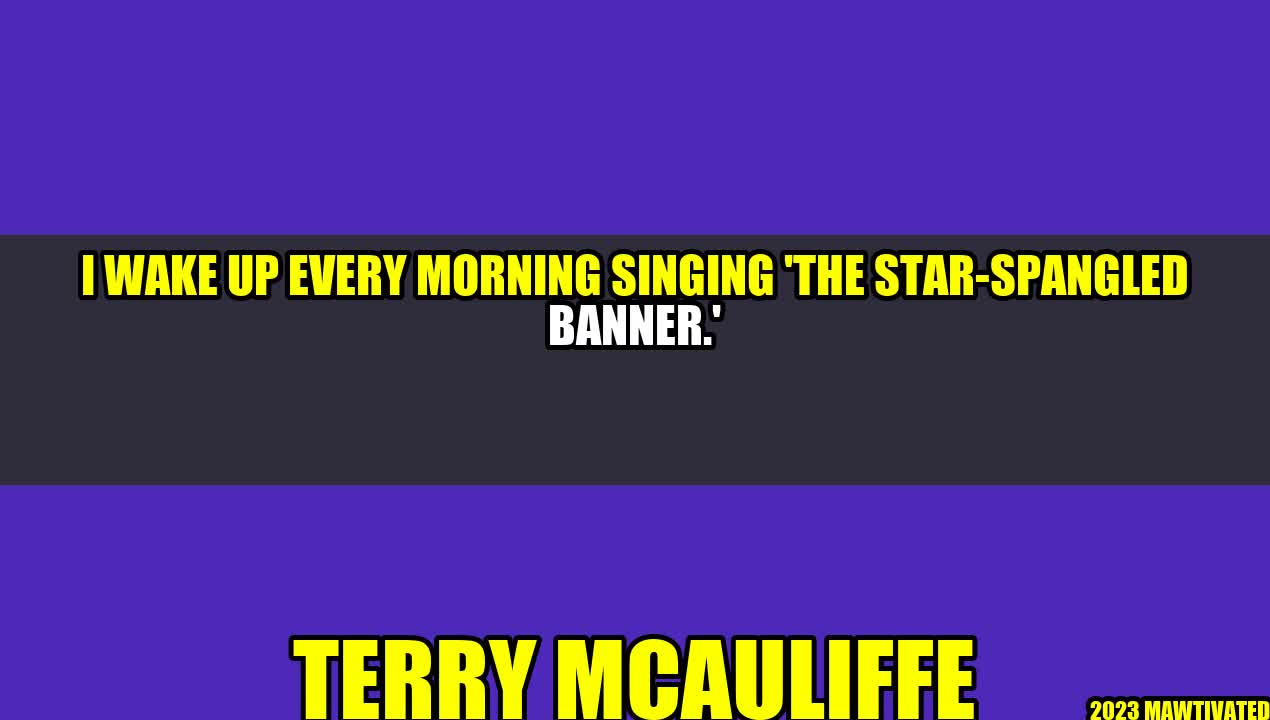 I WAKE UP EVERY MORNING SINGING 'THE STAR-SPANGLED
BANNER.'
TERRY MCAULIFFE
2023 MAWTIVATED